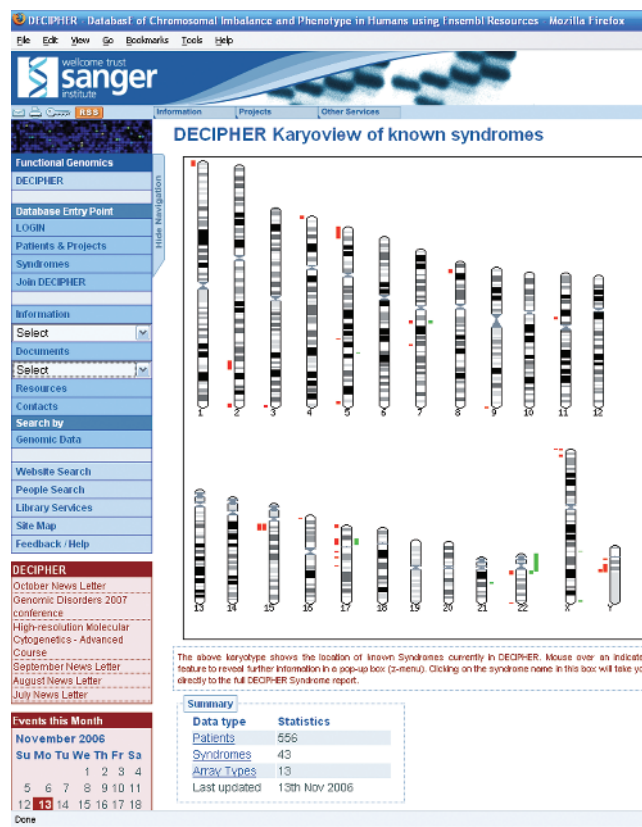 DECIPHER - Database of Chromosomal Imbalance and Phenotype in Humans using Ensembl Resources - Mozilla Firefox
File Edit View Go Bookmarks Tools Help
wellcome trust
sanger
institute
RSS
Information Projects Other Services
DECIPHER Karyoview of known syndromes
Hide Navigation
Functional Genomics
DECIPHER
Database Entry Point
LOGIN
Patients & Projects
Syndromes
Join DECIPHER
Information
Select
Documents
Select
Resources
Contacts
Search by
Genomic Data
Website Search
People Search
Library Services
Site Map
Feedback / Help
1 2 3 4 5 6 7 8 9 10 11 12
13 14 15 16 17 18 19 20 21 22 X Y
DECIPHER
October News Letter
Genomic Disorders 2007
conference
High-resolution Molecular
Cytogenetics - Advanced
Course
September News Letter
August News Letter
July News Letter
The above karyotype shows the location of known Syndromes currently in DECIPHER. Mouse over an indicate
feature to reveal further information in a pop-up box (z-menu). Clicking on the syndrome name in this box will take yo
directly to the full DECIPHER Syndrome report.
Summary
Data type Statistics
Patients 556
Syndromes 43
Array Types 13
Last updated 13th Nov 2006
Events this Month
November 2006
Su Mo Tu We Th Fr Sa
1 2 3 4
5 6 7 8 9 10 11
12 13 14 15 16 17 18
Done